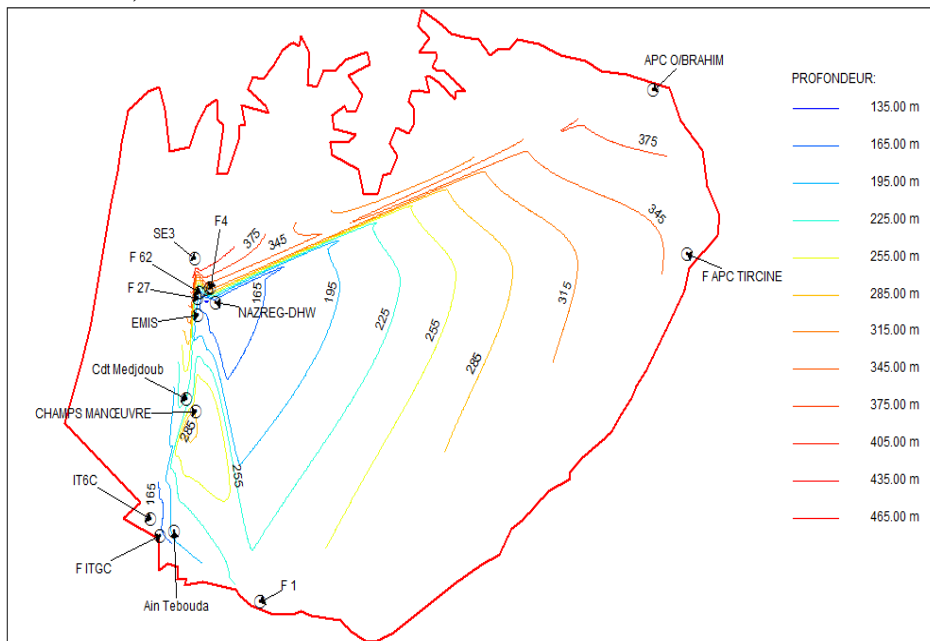 APC O/BRAHIM
PROFONDEUR:
135.00 m
165.00 m
195.00 m
225.00 m
255.00 m
285.00 m
315.00 m
345.00 m
375.00 m
405.00 m
435.00 m
465.00 m
375
345
F APC TIRCINE
SE3
F4
375
345
F 62
F 27
NAZREG-DHW
EMIS
165
195
225
255
285
315
Cdt Medjdoub
CHAMPS MANŒUVRE
285
255
IT6C
165
F ITGC
Ain Tebouda
F 1